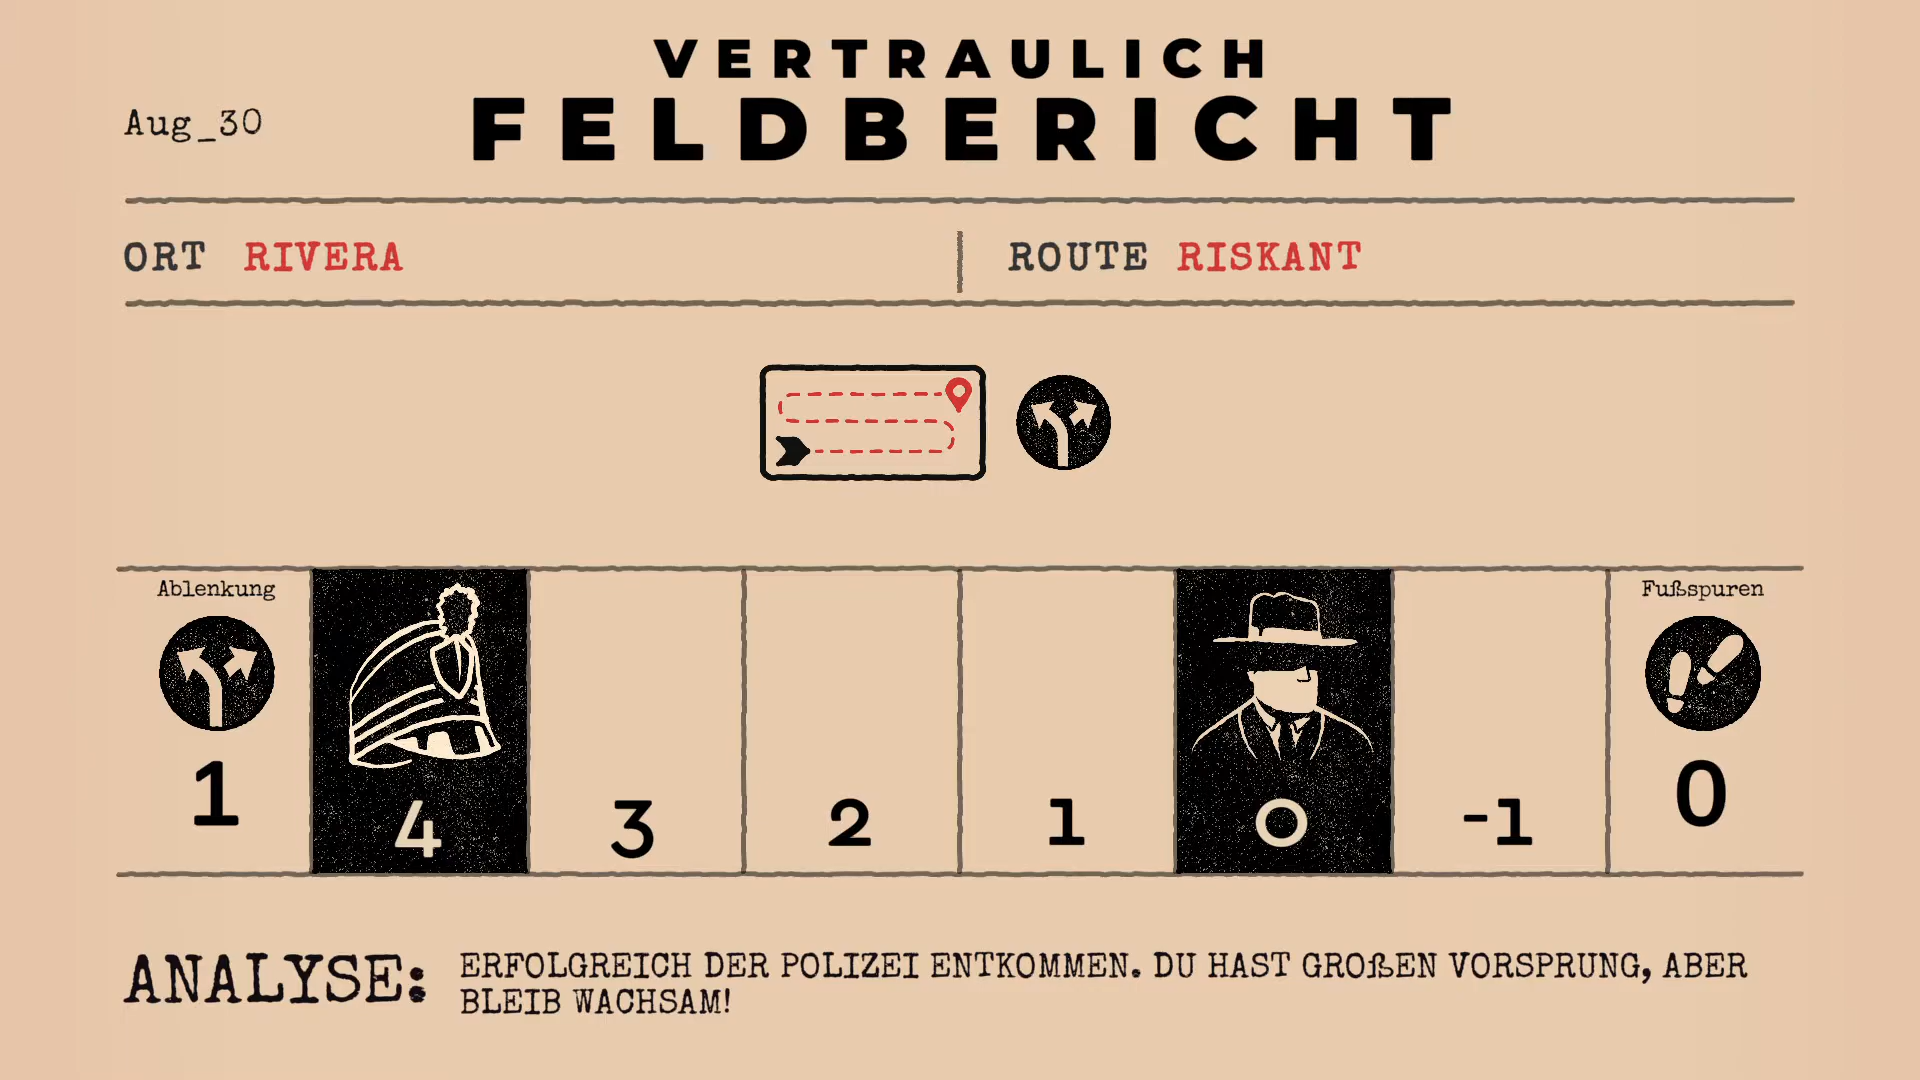 VERTRAULICH
FELDBERICHT
Aug_30
ORT RIVERA
ROUTE RISKANT
Ablenkung
1
4
3
2
1
0
-1
Fußspuren
0
ANALYSE:
ERFOLGREICH DER POLIZEI ENTKOMMEN. DU HAST GROßEN VORSPRUNG, ABER
BLEIB WACHSAM!